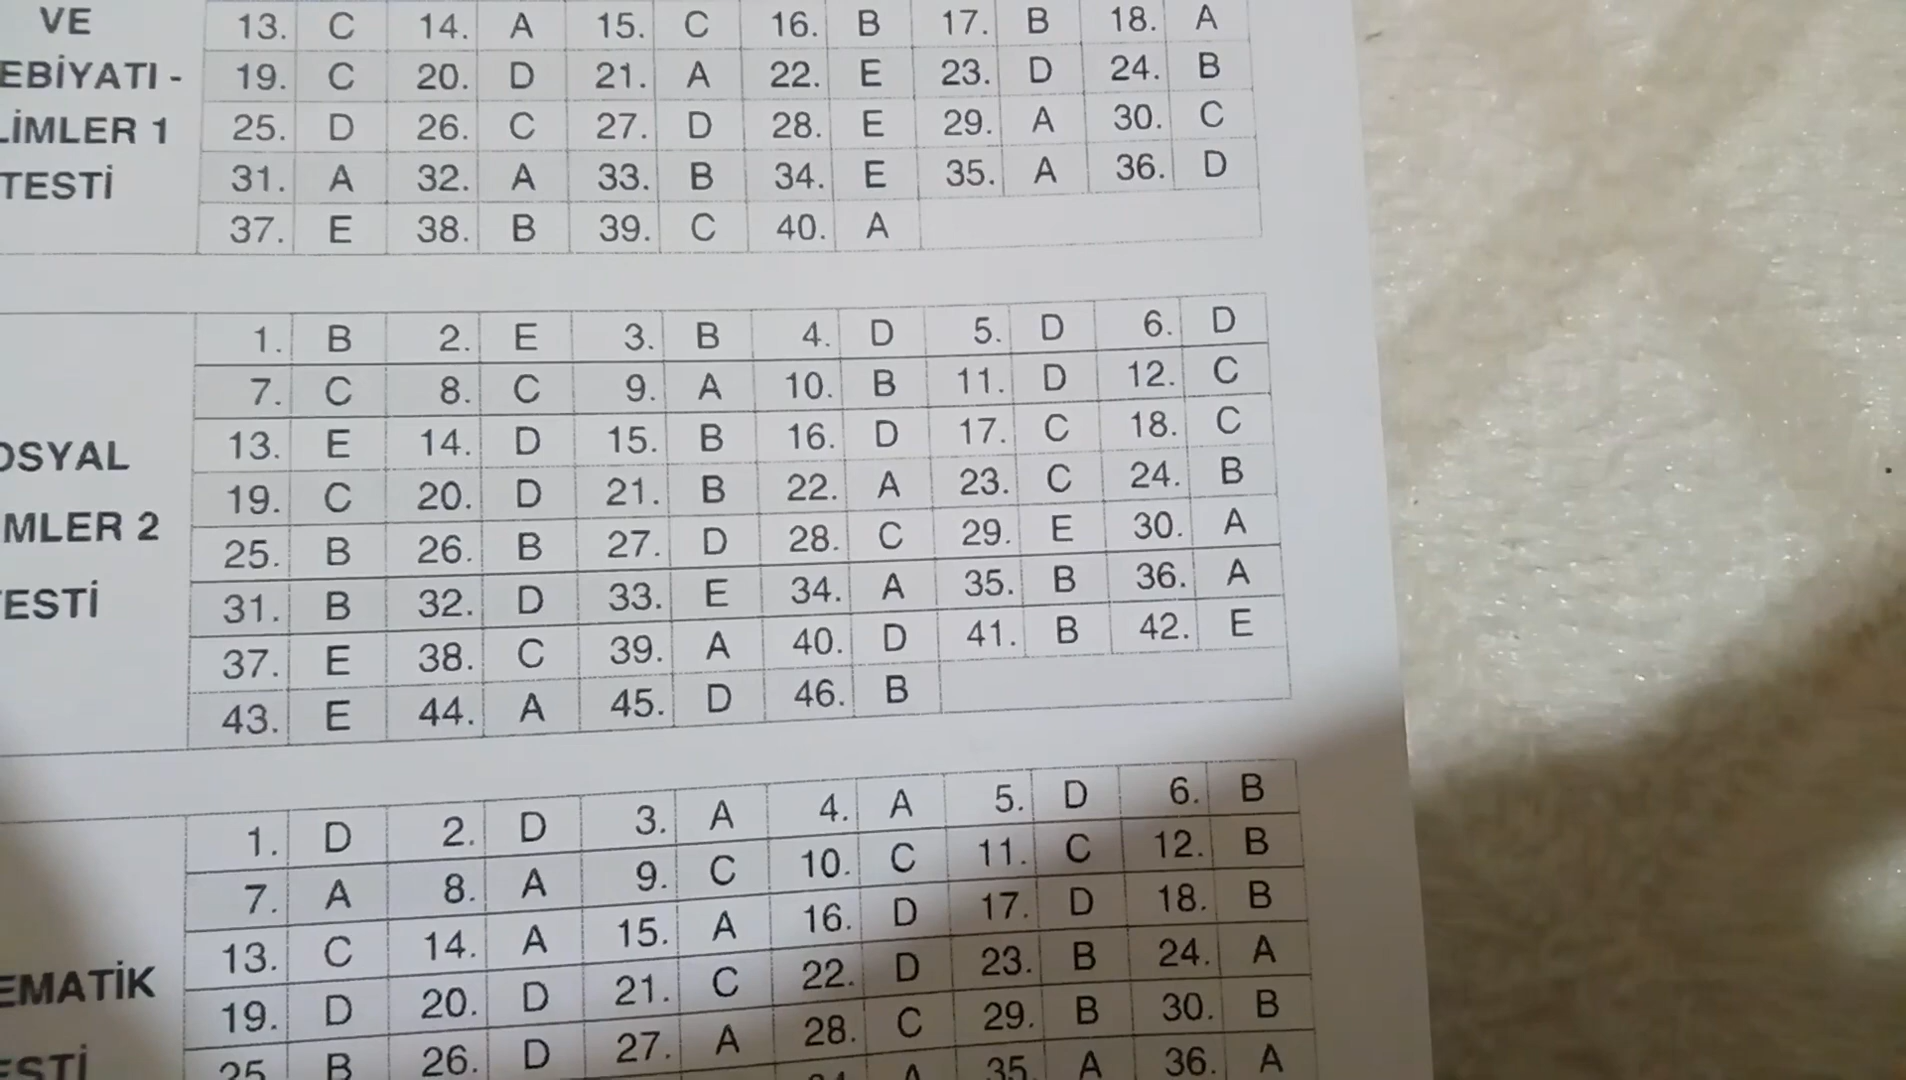 VE
13. C 14. A 15. C 16. B 17. B 18. A
EBİYATI - 19. C 20. D 21. A 22. E 23. D 24. B
LİMLER 1 25. D 26. C 27. D 28. E 29. A 30. C
TESTİ 31. A 32. A 33. B 34. E 35. A 36. D
37. E 38. B 39. C 40. A
1. B 2. E 3. B 4. D 5. D 6. D
7. C 8. C 9. A 10. B 11. D 12. C
OSYAL 13. E 14. D 15. B 16. D 17. C 18. C
19. C 20. D 21. B 22. A 23. C 24. B
MLER 2 25. B 26. B 27. D 28. C 29. E 30. A
ESTİ 31. B 32. D 33. E 34. A 35. B 36. A
37. E 38. C 39. A 40. D 41. B 42. E
43. E 44. A 45. D 46. B
1. D 2. D 3. A 4. A 5. D 6. B
7. A 8. A 9. C 10. C 11. C 12. B
13. C 14. A 15. A 16. D 17. D 18. B
EMATİK 19. D 20. D 21. C 22. D 23. B 24. A
ESTİ 25. B 26. D 27. A 28. C 29. B 30. B
35. A 36. A